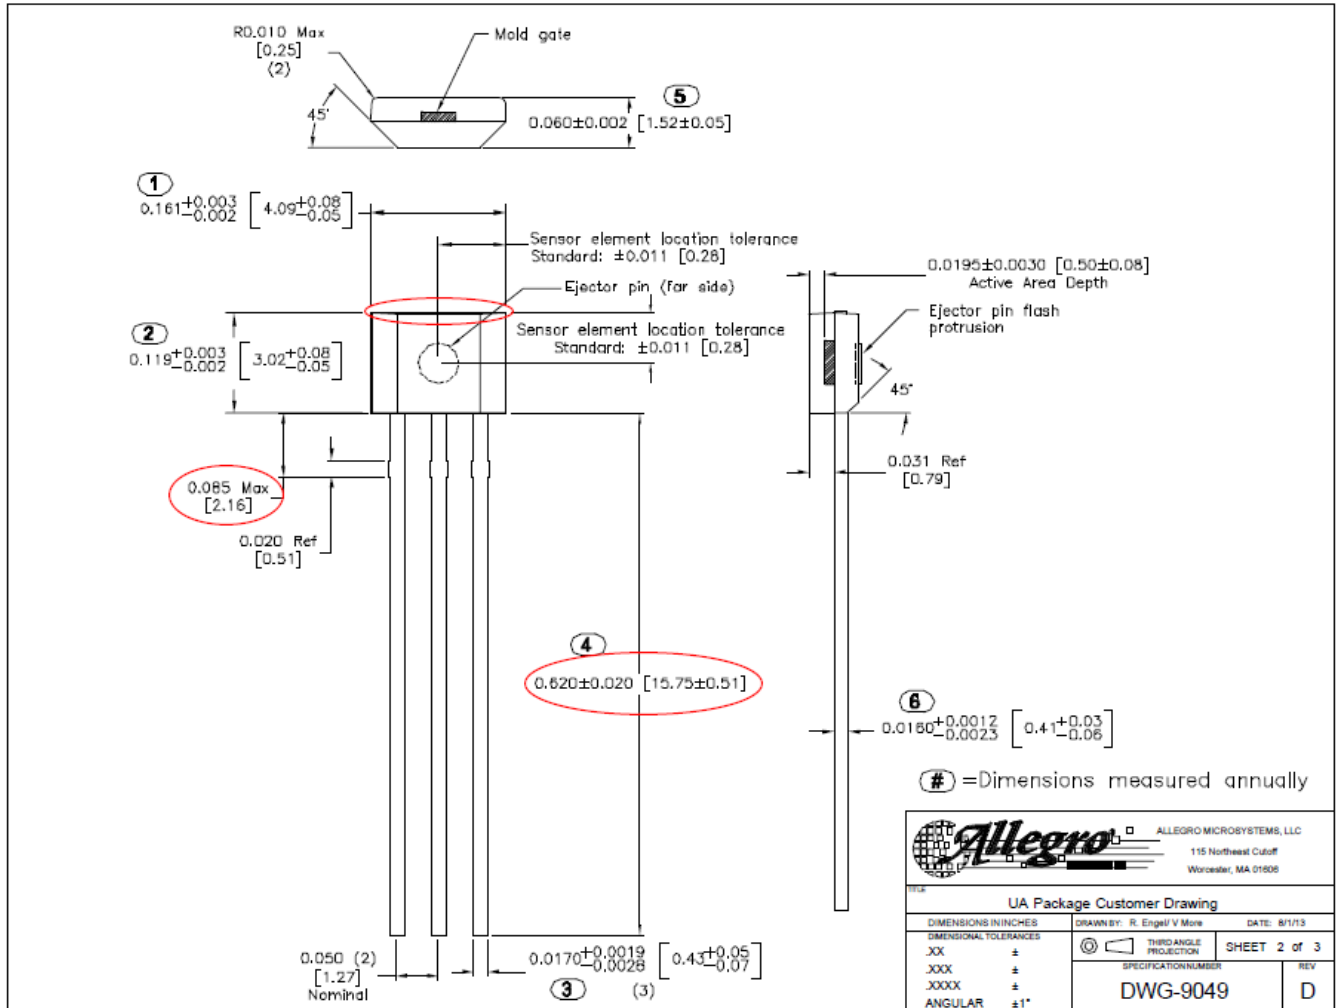 R0.010 Max
[0.25]
(2)
Mold gate
45°
5
0.060±0.002 [1.52±0.05]
1
0.161+0.003-0.002 [4.09+0.08-0.05]
Sensor element location tolerance
Standard: ±0.011 [0.28]
Ejector pin (far side)
2
0.119+0.003-0.002 [3.02+0.08-0.05]
Sensor element location tolerance
Standard: ±0.011 [0.28]
0.0195±0.0030 [0.50±0.08]
Active Area Depth
Ejector pin flash
protrusion
45°
0.085 Max
[2.16]
0.031 Ref
[0.79]
0.020 Ref
[0.51]
4
0.620±0.020 [15.75±0.51]
6
0.0160+0.0012-0.0023 [0.41+0.03-0.06]
# =Dimensions measured annually
0.050 (2)
[1.27]
Nominal
0.0170+0.0019-0.0028 [0.43+0.05-0.07]
3 (3)
Allegro
ALLEGRO MICROSYSTEMS, LLC
115 Northeast Cutoff
Worcester, MA 01606
TITLE
UA Package Customer Drawing
DIMENSIONS IN INCHES
DRAWN BY: R. Engel/ V More
DATE: 8/1/13
DIMENSIONAL TOLERANCES
.XX ±
.XXX ±
.XXXX ±
ANGULAR ±1°
THIRD ANGLE
PROJECTION
SHEET 2 of 3
SPECIFICATION NUMBER
DWG-9049
REV
D